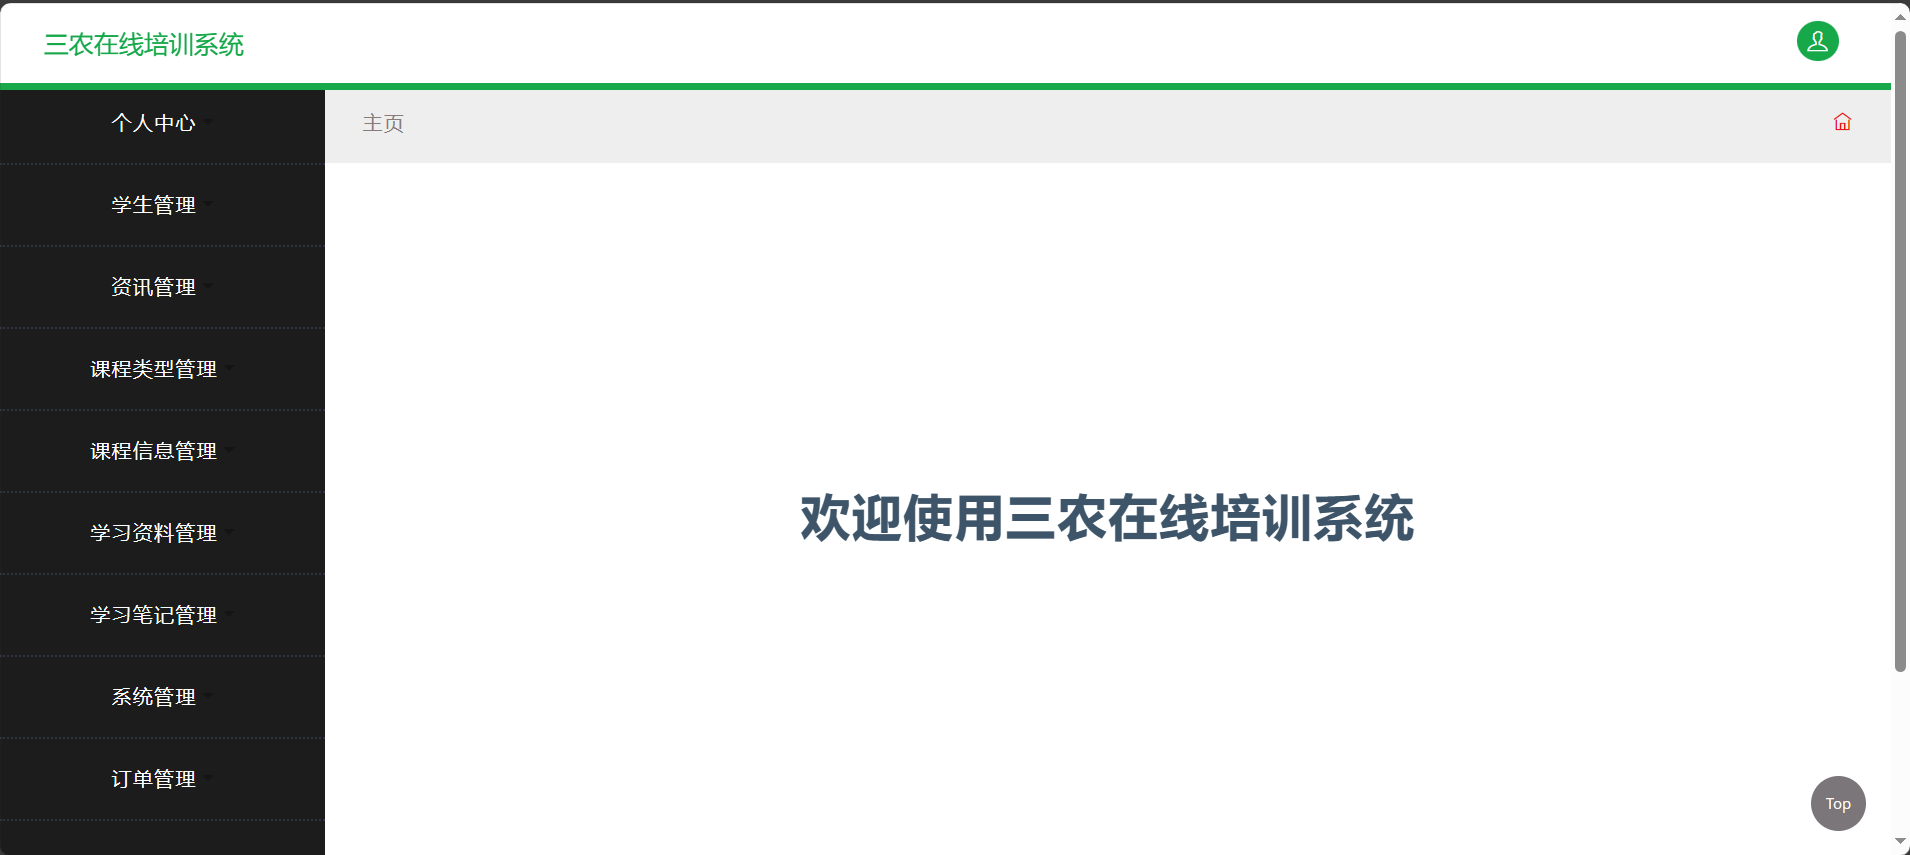 三农在线培训系统
个人中心
主页
学生管理
资讯管理
课程类型管理
课程信息管理
学习资料管理
学习笔记管理
系统管理
订单管理
欢迎使用三农在线培训系统
Top